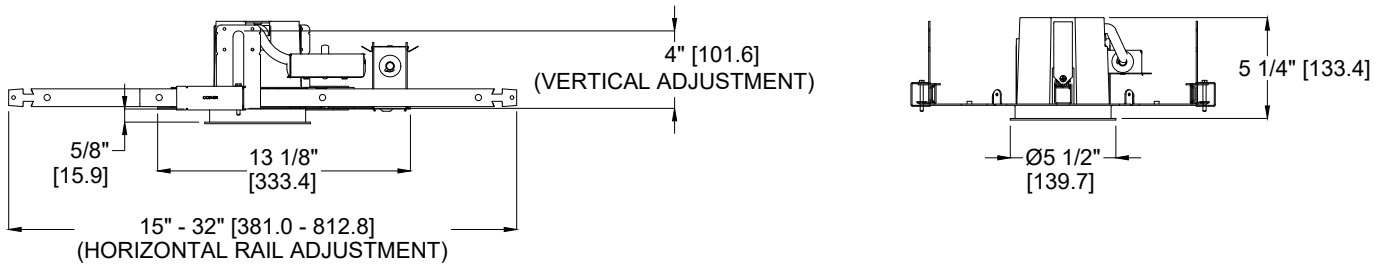 4" [101.6]
(VERTICAL ADJUSTMENT)
5/8"
[15.9]
13 1/8"
[333.4]
15" - 32" [381.0 - 812.8]
(HORIZONTAL RAIL ADJUSTMENT)
5 1/4" [133.4]
Ø5 1/2"
[139.7]